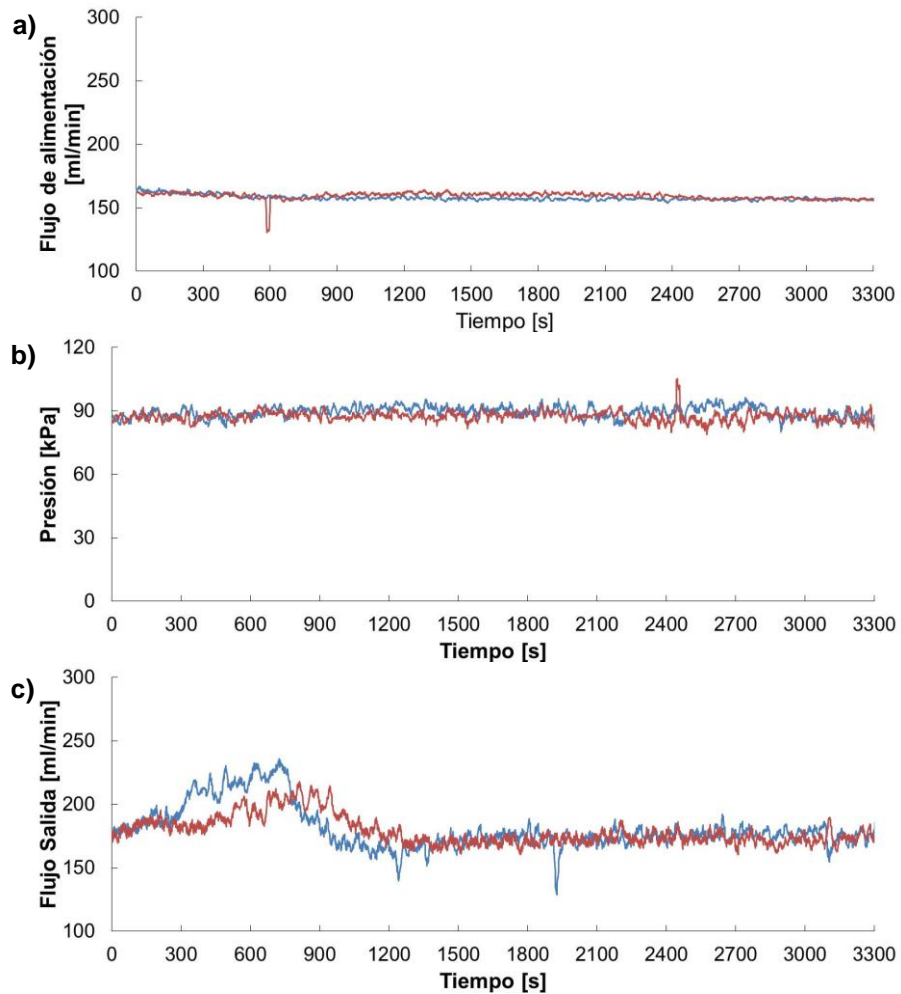 a)
Flujo de alimentación
[ml/min]
300
250
200
150
100
0 300 600 900 1200 1500 1800 2100 2400 2700 3000 3300
Tiempo [s]
b)
Presión [kPa]
120
90
60
30
0
0 300 600 900 1200 1500 1800 2100 2400 2700 3000 3300
Tiempo [s]
c)
Flujo Salida [ml/min]
300
250
200
150
100
0 300 600 900 1200 1500 1800 2100 2400 2700 3000 3300
Tiempo [s]